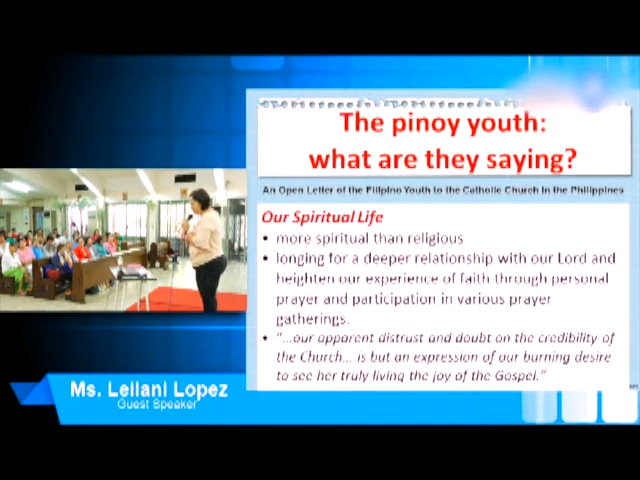 The pinoy youth:
what are they saying?
An Open Letter of the Filipino Youth to the Catholic Church in the Philippines
Our Spiritual Life
• more spiritual than religious
• longing for a deeper relationship with our Lord and
heighten our experience of faith through personal
prayer and participation in various prayer
gatherings.
• "...our apparent distrust and doubt on the credibility of
the Church... is but an expression of our burning desire
to see her truly living the joy of the Gospel."
Ms. Leilani Lopez
Guest Speaker